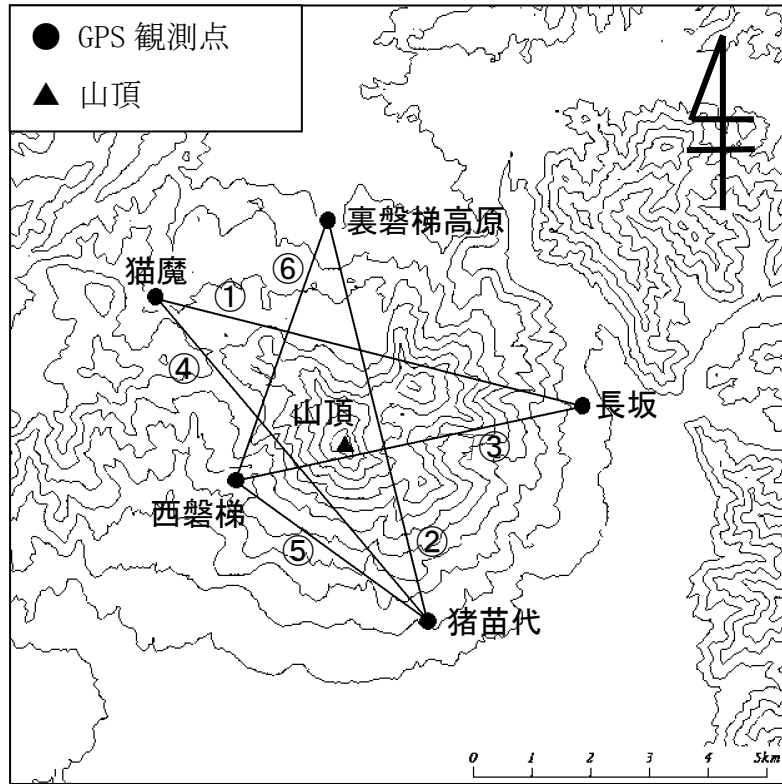 ● GPS 観測点
▲ 山頂
裏磐梯高原
⑥
猫魔
①
④
長坂
山頂
③
西磐梯
②
⑤
猪苗代
0 1 2 3 4 5km